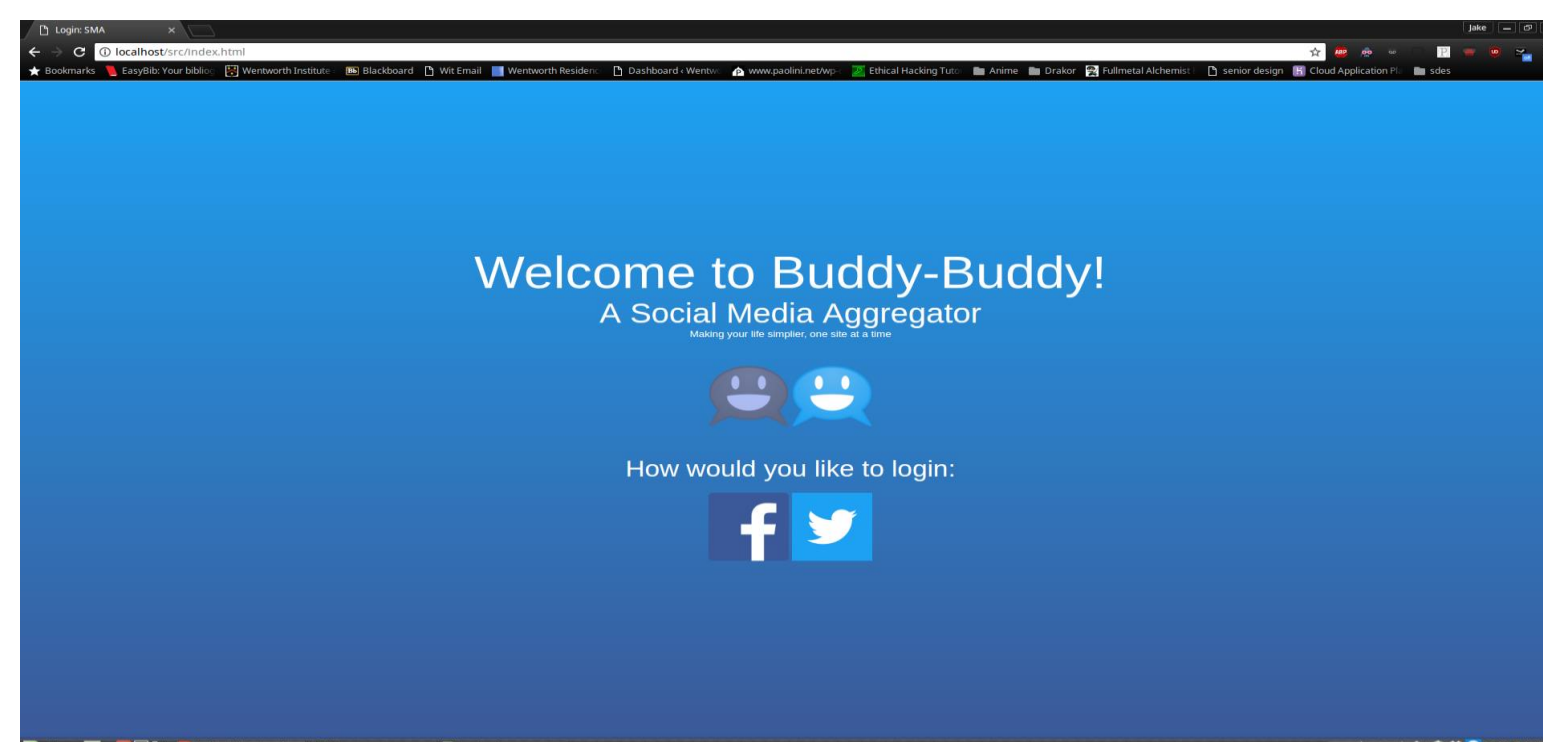 Login: SMA
Jake
localhost/src/index.html
Bookmarks EasyBib: Your bibliog Wentworth Institute Bb Blackboard Wit Email Wentworth Residenc Dashboard ‹ Wentw www.paolini.net/wp- Ethical Hacking Tuto Anime Drakor Fullmetal Alchemist senior design H Cloud Application Pla sdes
Welcome to Buddy-Buddy!
A Social Media Aggregator
Making your life simplier, one site at a time
How would you like to login: